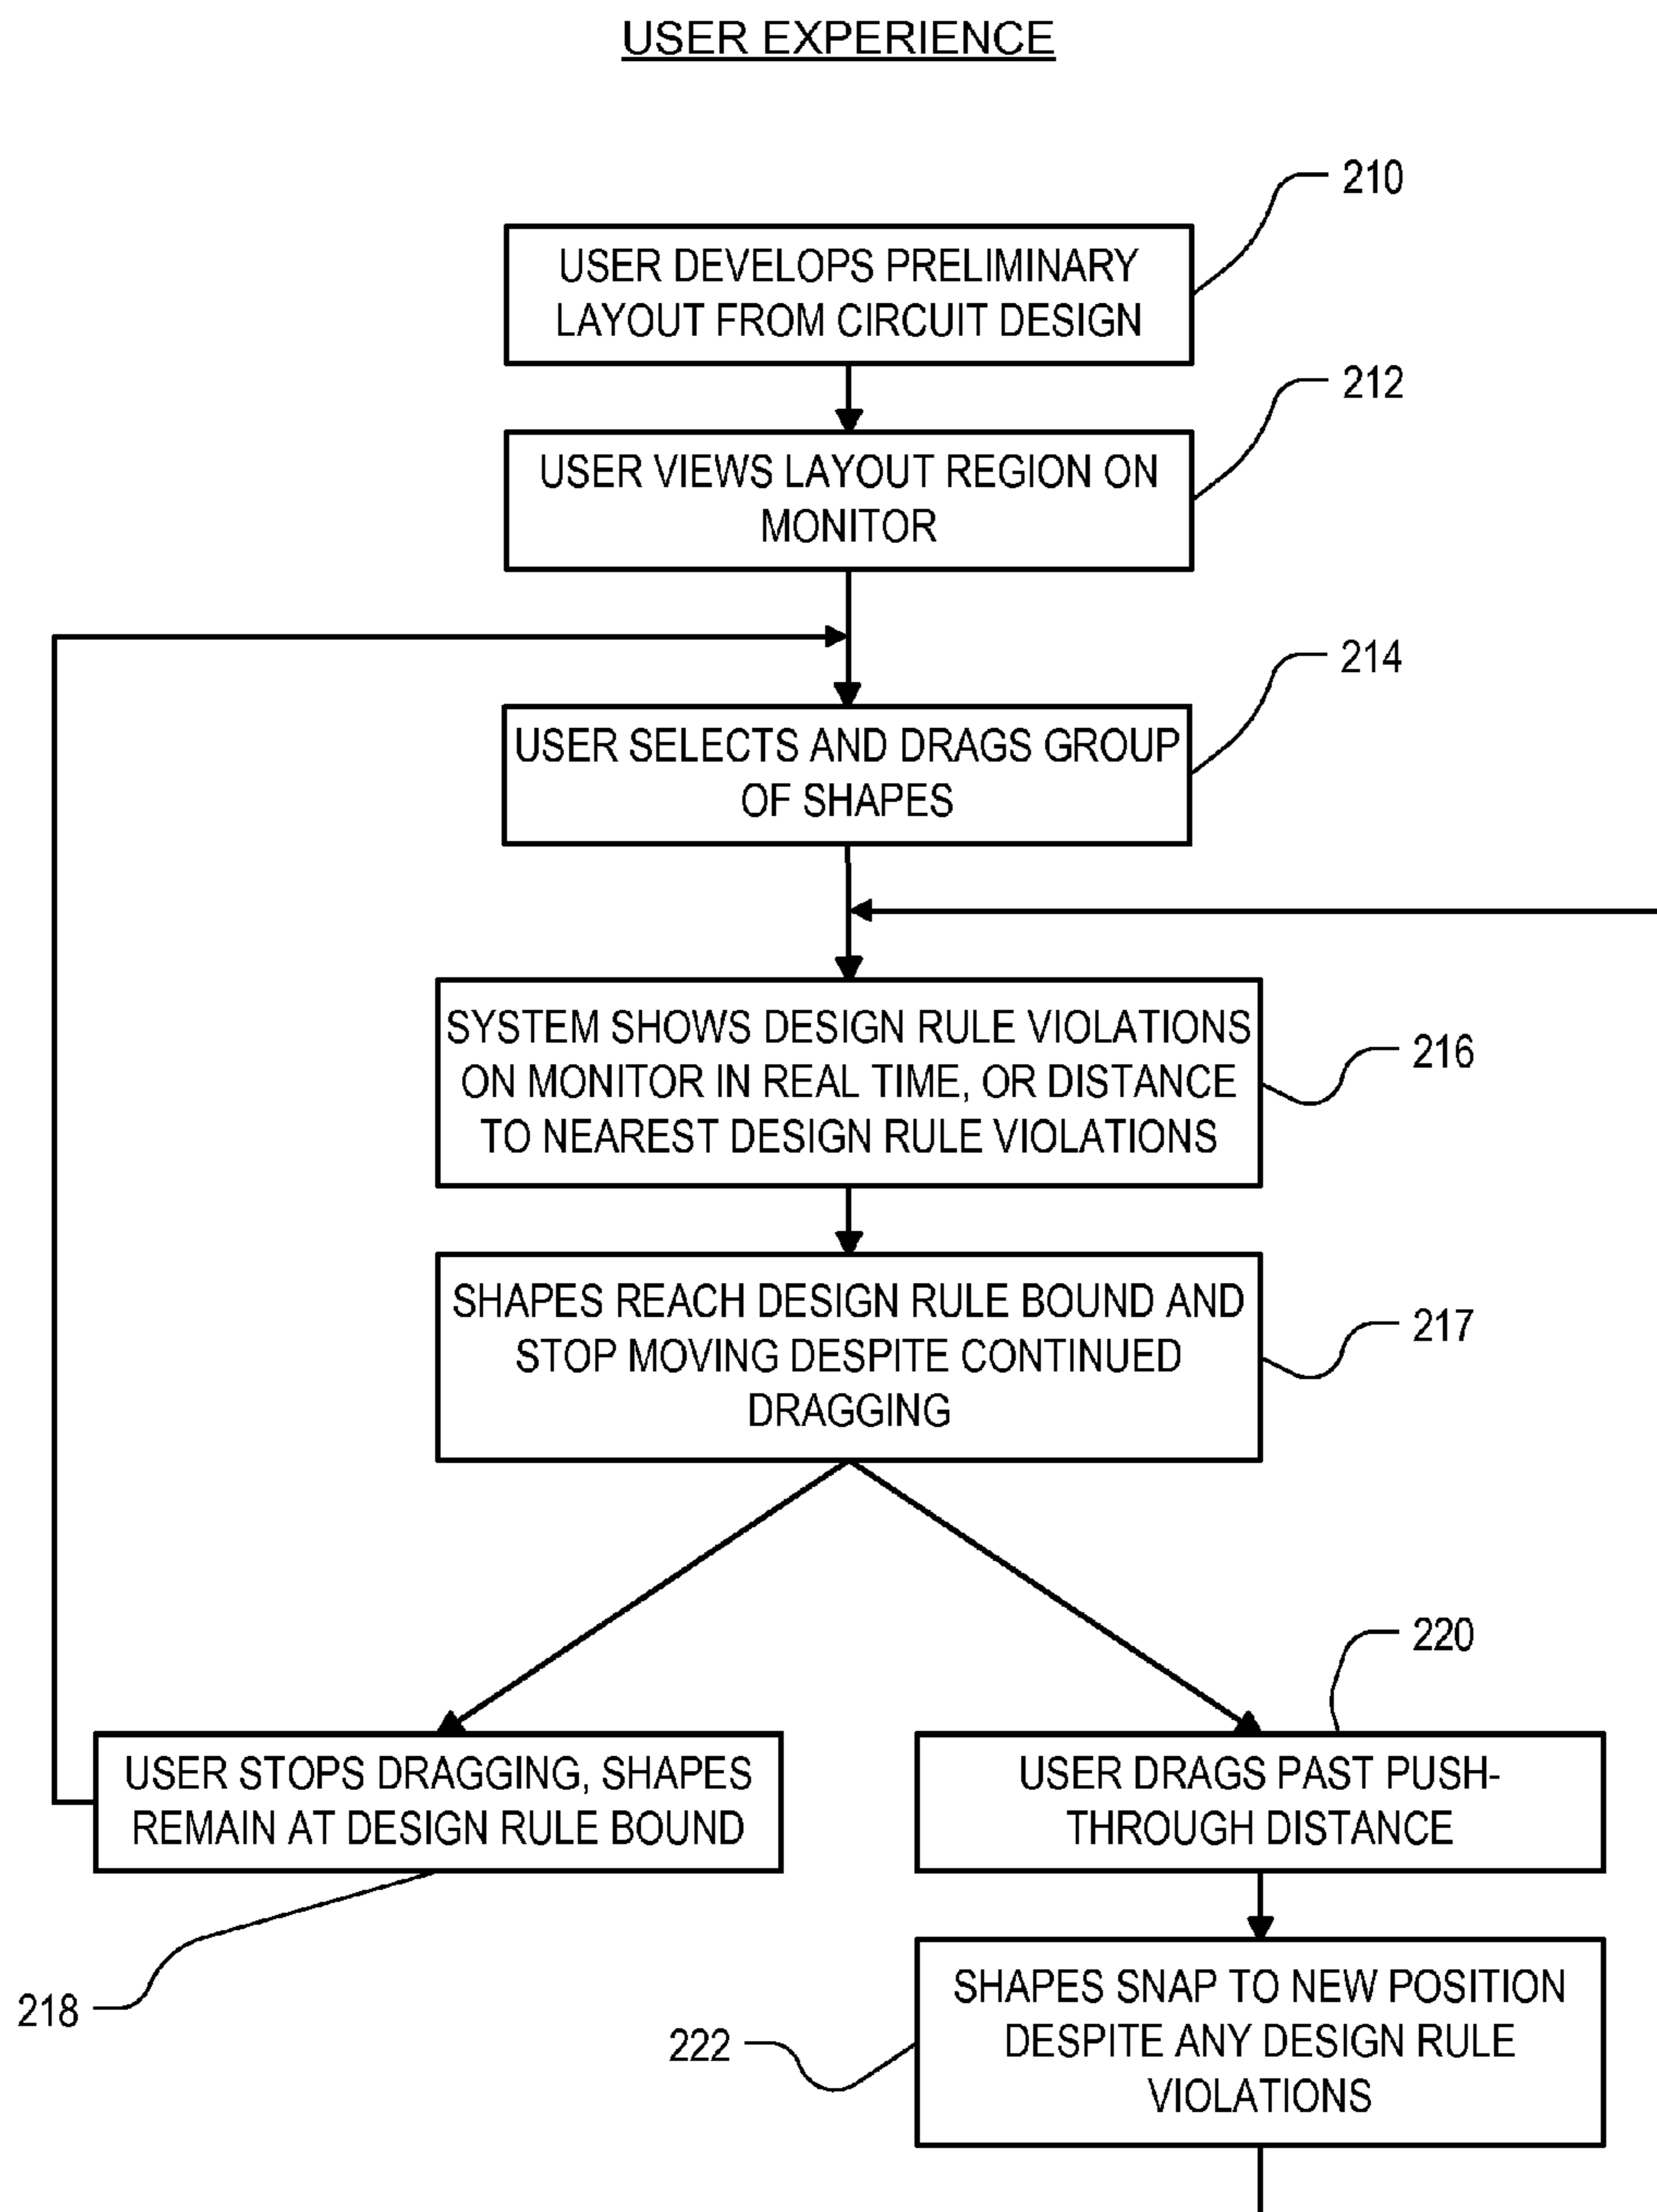 USER EXPERIENCE
210
USER DEVELOPS PRELIMINARY
LAYOUT FROM CIRCUIT DESIGN
212
USER VIEWS LAYOUT REGION ON
MONITOR
214
USER SELECTS AND DRAGS GROUP
OF SHAPES
SYSTEM SHOWS DESIGN RULE VIOLATIONS
ON MONITOR IN REAL TIME, OR DISTANCE
TO NEAREST DESIGN RULE VIOLATIONS
216
SHAPES REACH DESIGN RULE BOUND AND
STOP MOVING DESPITE CONTINUED
DRAGGING
217
220
USER STOPS DRAGGING, SHAPES
REMAIN AT DESIGN RULE BOUND
218
USER DRAGS PAST PUSH-
THROUGH DISTANCE
SHAPES SNAP TO NEW POSITION
DESPITE ANY DESIGN RULE
VIOLATIONS
222